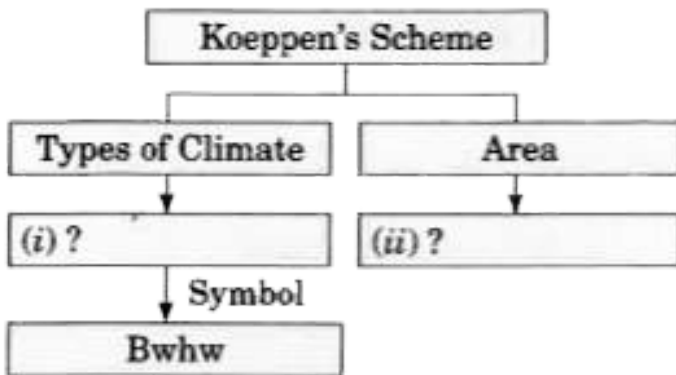 Koeppen's Scheme
Types of Climate
Area
(i) ?
(ii) ?
Symbol
Bwhw